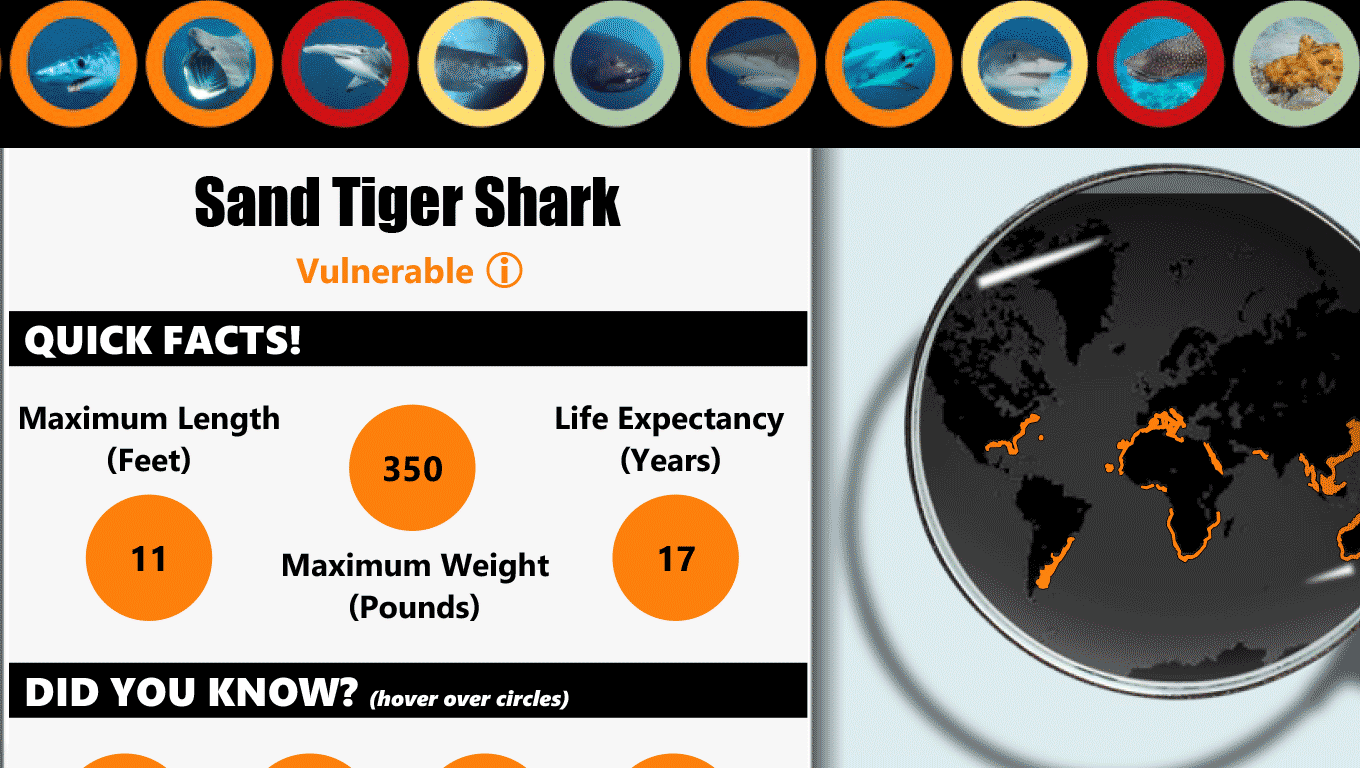 Sand Tiger Shark
Vulnerable ⓘ
QUICK FACTS!
Maximum Length
(Feet)
11
350
Maximum Weight
(Pounds)
Life Expectancy
(Years)
17
DID YOU KNOW? (hover over circles)